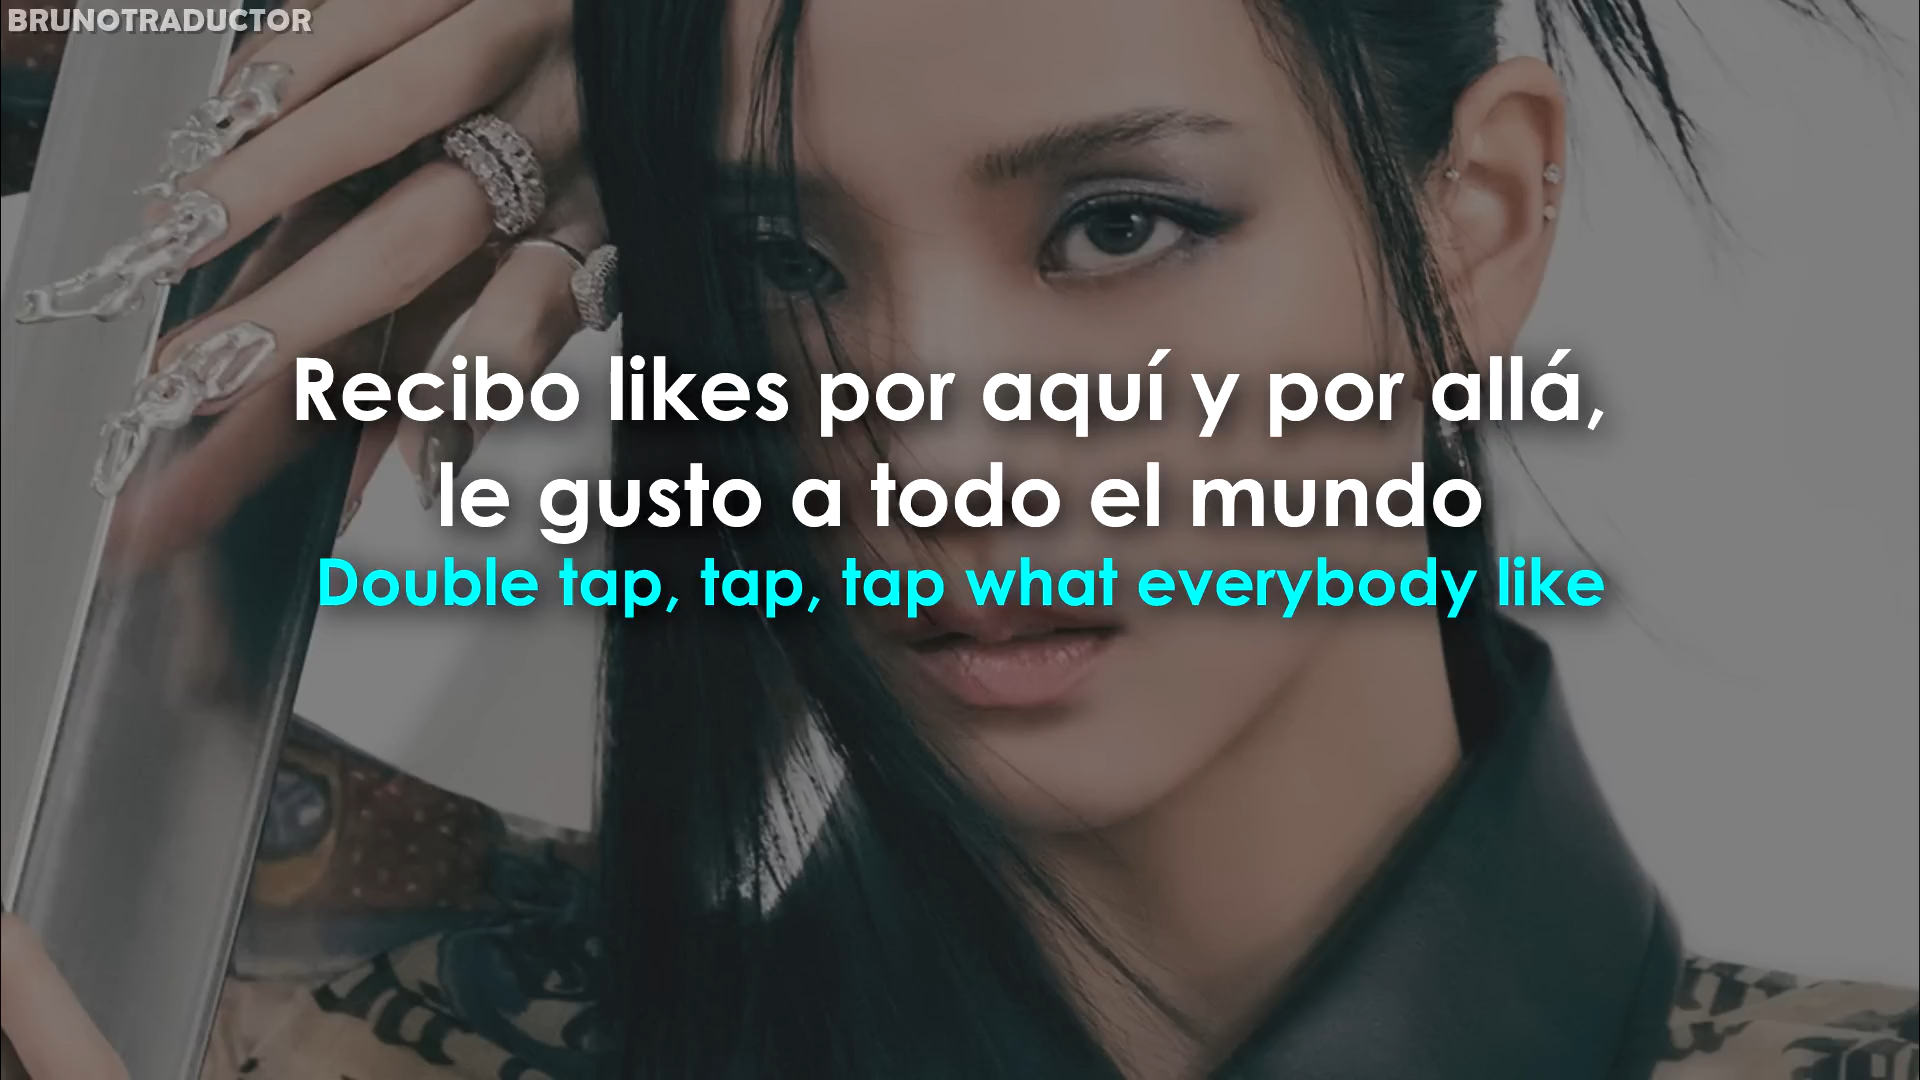 BRUNOTRADUCTOR
Recibo likes por aquí y por allá,
le gusto a todo el mundo
Double tap, tap, tap what everybody like